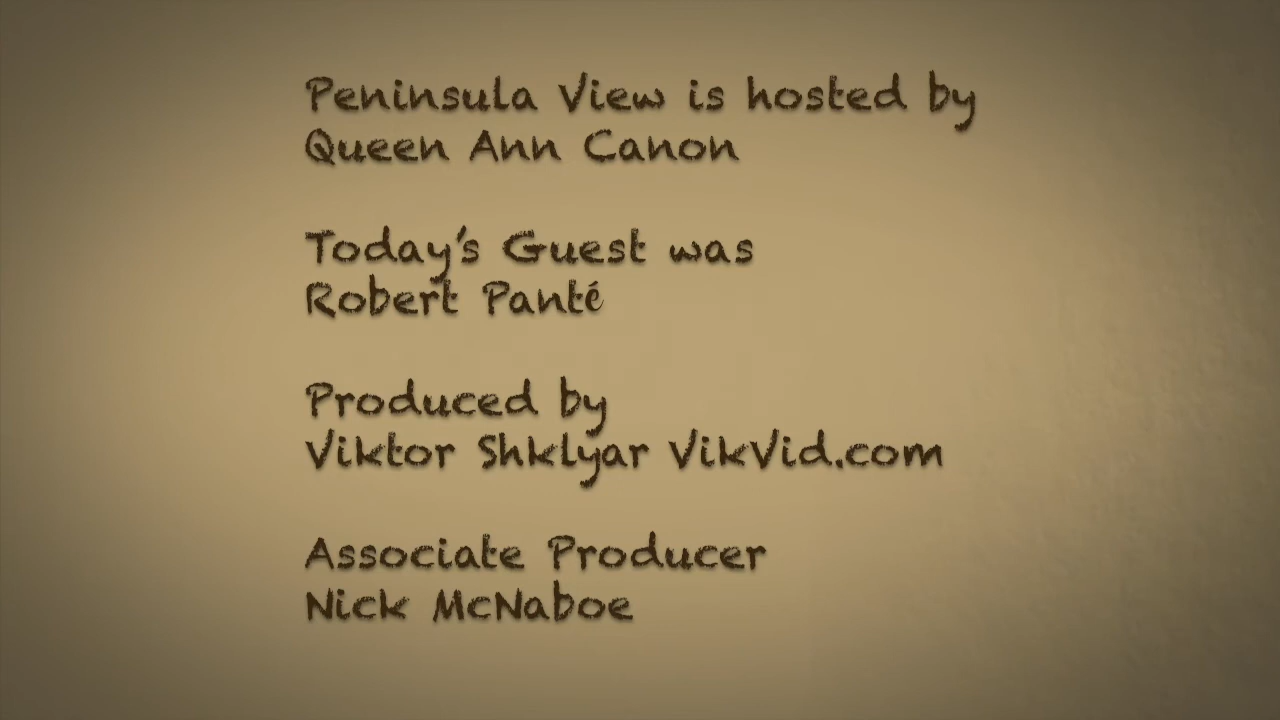 Peninsula View is hosted by
Queen Ann Canon
Today's Guest was
Robert Panté
Produced by
Viktor Shklyar VikVid.com
Associate Producer
Nick McNaboe